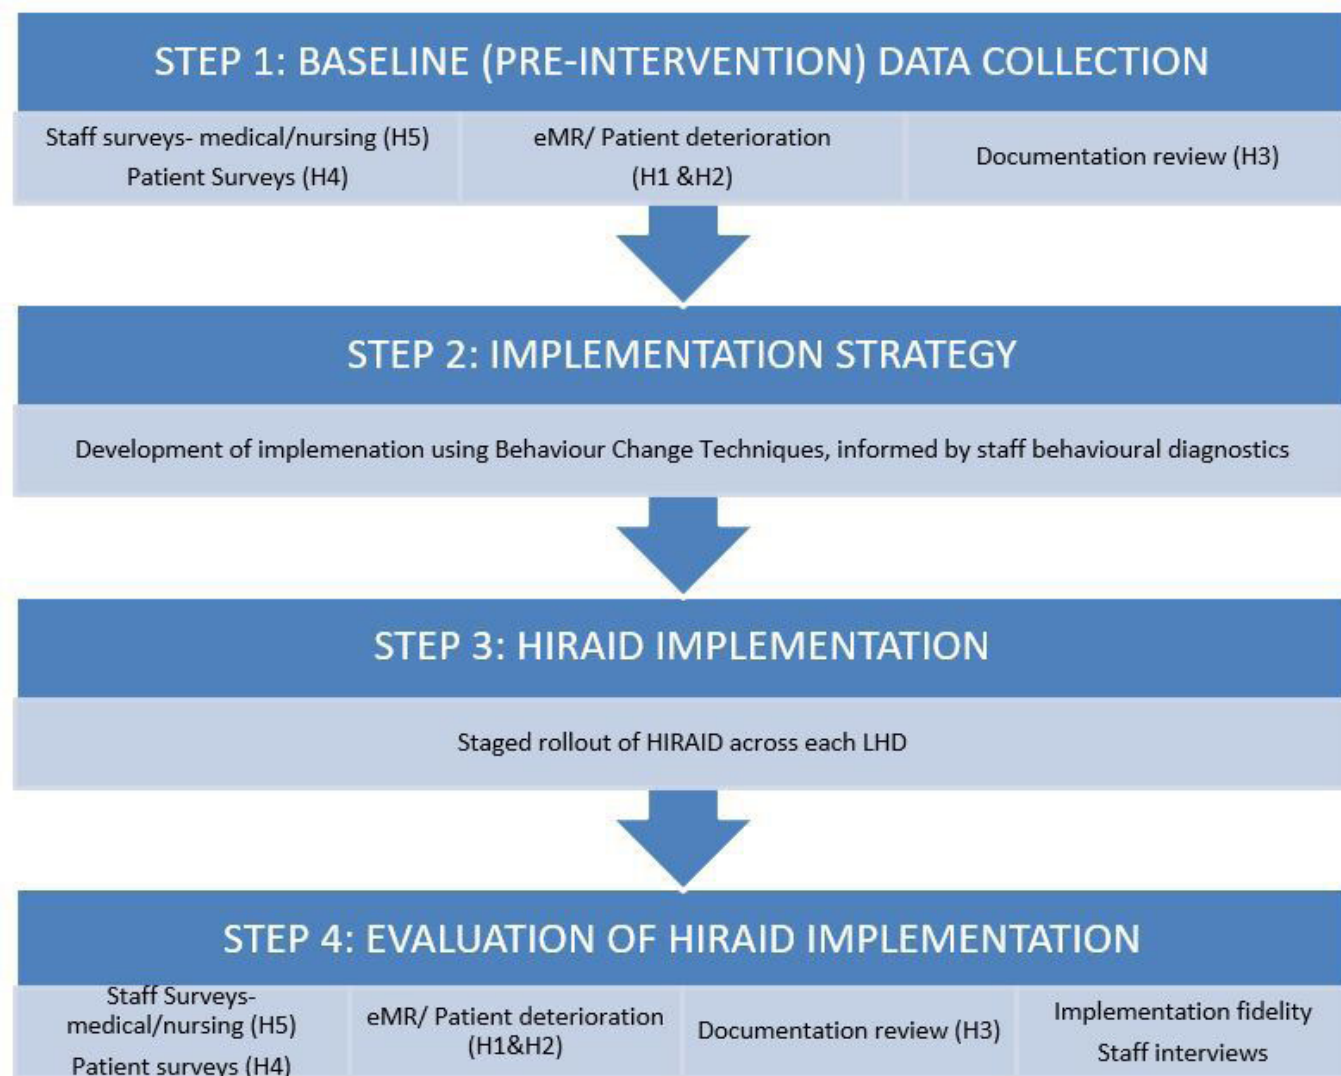 STEP 1: BASELINE (PRE-INTERVENTION) DATA COLLECTION
Staff surveys- medical/nursing (H5)
Patient Surveys (H4)
eMR/ Patient deterioration
(H1 &H2)
Documentation review (H3)
STEP 2: IMPLEMENTATION STRATEGY
Development of implemenation using Behaviour Change Techniques, informed by staff behavioural diagnostics
STEP 3: HIRAID IMPLEMENTATION
Staged rollout of HIRAID across each LHD
STEP 4: EVALUATION OF HIRAID IMPLEMENTATION
Staff Surveys-
medical/nursing (H5)
Patient surveys (H4)
eMR/ Patient deterioration
(H1&H2)
Documentation review (H3)
Implementation fidelity
Staff interviews